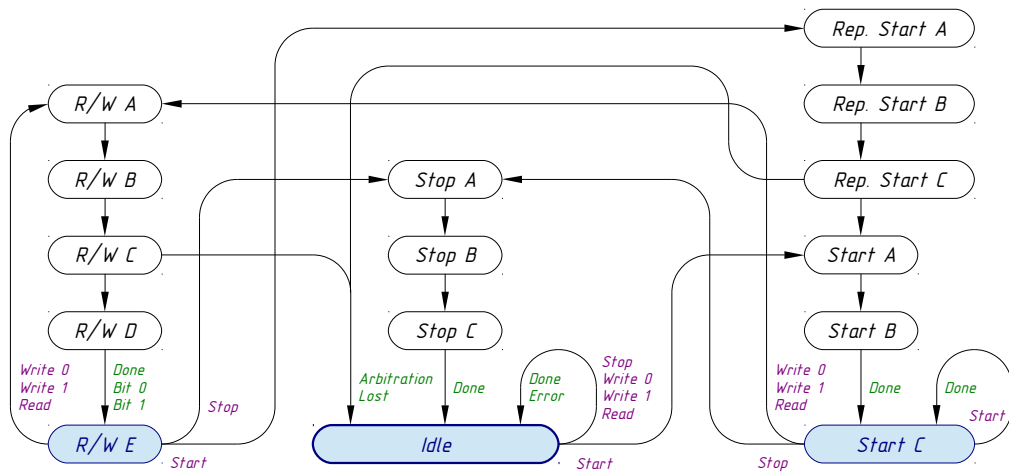 Rep. Start A
R/W A
Rep. Start B
R/W B
Stop A
Rep. Start C
R/W C
Stop B
Start A
R/W D
Stop C
Start B
Write 0
Write 1
Read
Done
Bit 0
Bit 1
Stop
Arbitration
Lost
Done
Done
Error
Stop
Write 0
Write 1
Read
Write 0
Write 1
Read
Done
Done
Start
R/W E
Start
Idle
Start
Stop
Start C